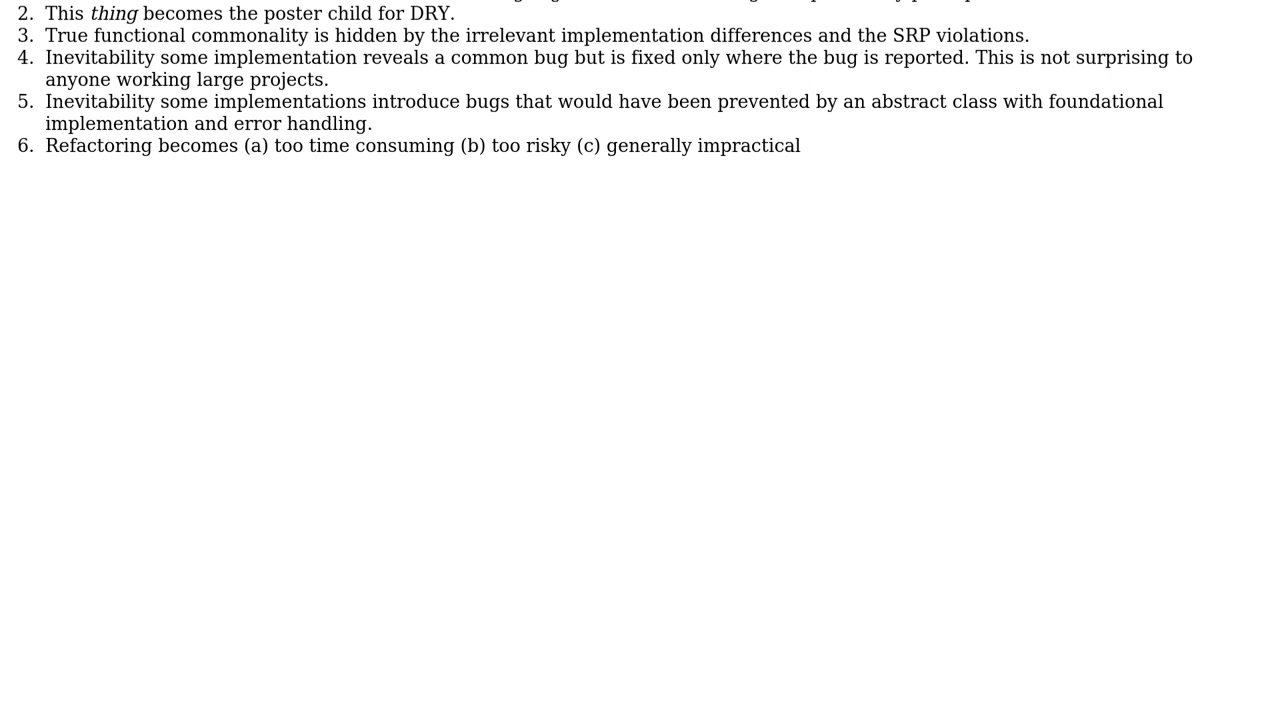 2. This thing becomes the poster child for DRY.
3. True functional commonality is hidden by the irrelevant implementation differences and the SRP violations.
4. Inevitability some implementation reveals a common bug but is fixed only where the bug is reported. This is not surprising to
anyone working large projects.
5. Inevitability some implementations introduce bugs that would have been prevented by an abstract class with foundational
implementation and error handling.
6. Refactoring becomes (a) too time consuming (b) too risky (c) generally impractical